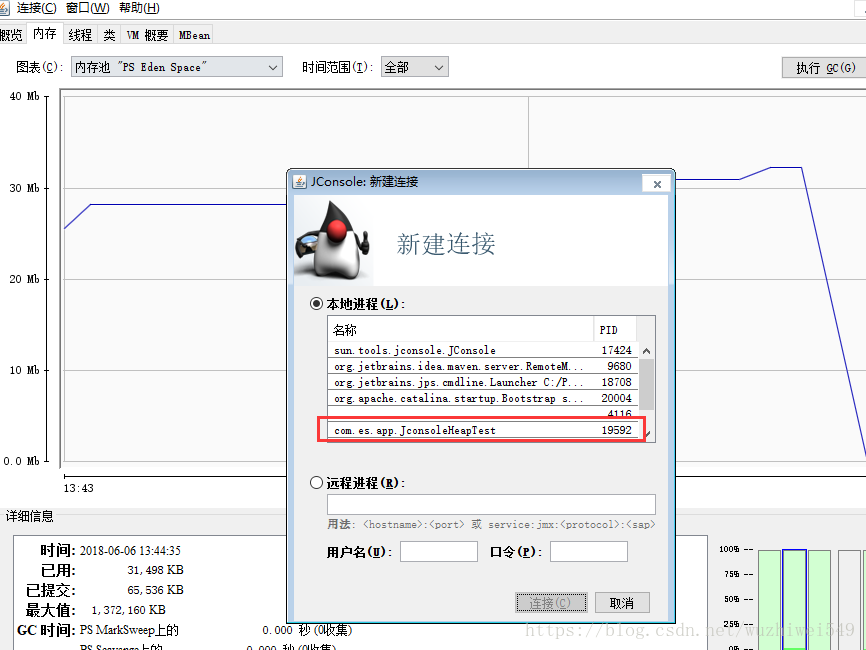 连接(C) 窗口(W) 帮助(H)
概览 内存 线程 类 VM 概要 MBean
图表(C): 内存池 "PS Eden Space" 时间范围(T): 全部 执行 GC(G)
40 Mb
30 Mb
20 Mb
10 Mb
0.0 Mb
13:43
JConsole: 新建连接
新建连接
本地进程(L):
名称 PID
sun.tools.jconsole.JConsole 17424
org.jetbrains.idea.maven.server.RemoteM... 9680
org.jetbrains.jps.cmdline.Launcher C:/P... 18708
org.apache.catalina.startup.Bootstrap s... 20004
4116
com.es.app.JconsoleHeapTest 19592
远程进程(R):
用法: <hostname>:<port> 或 service:jmx:<protocol>:<sap>
用户名(U): 口令(P):
连接(C) 取消
详细信息
时间: 2018-06-06 13:44:35
已用: 31,498 KB
已提交: 65,536 KB
最大值: 1,372,160 KB
GC 时间: PS MarkSweep上的 0.000 秒 (0收集)
PS Scavenge上的 0.000 秒 (0收集)
100%
75%
50%
25%
0%
https://blog.csdn.net/wuzhiwei549